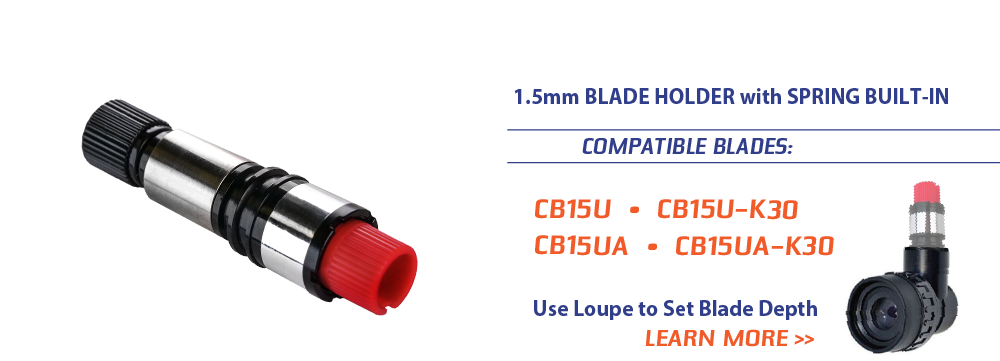 1.5mm BLADE HOLDER with SPRING BUILT-IN
COMPATIBLE BLADES:
CB15U • CB15U-K30
CB15UA • CB15UA-K30
Use Loupe to Set Blade Depth
LEARN MORE >>